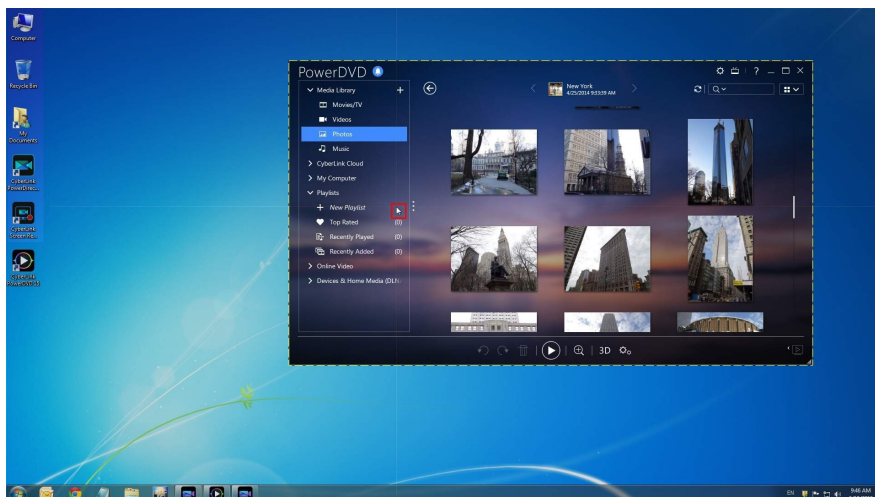 Computer
Recycle Bin
My
Documents
CyberLink
PowerDirec...
CyberLink
Screen Re...
CyberLink
PowerDVD
PowerDVD
Media Library +
Movies/TV
Videos
Photos
Music
CyberLink Cloud
My Computer
Playlists
+ New Playlist
Top Rated (0)
Recently Played (0)
Recently Added (0)
Online Video
Devices & Home Media (DLN
New York
4/25/2014 9:53:59 AM
?
3D
EN
9:46 AM